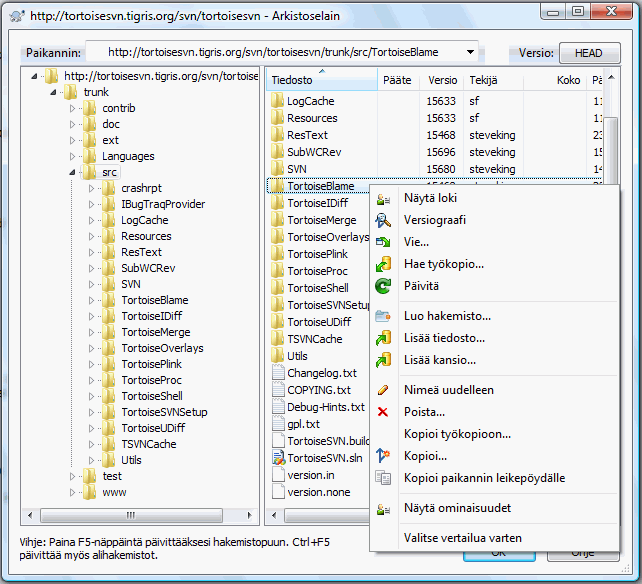 http://tortoisesvn.tigris.org/svn/tortoisesvn - Arkistoselain
Paikannin: http://tortoisesvn.tigris.org/svn/tortoisesvn/trunk/src/TortoiseBlame Versio: HEAD
http://tortoisesvn.tigris.org/svn/tortoise
trunk
contrib
doc
ext
Languages
src
crashrpt
IBugTraqProvider
LogCache
Resources
ResText
SubWCRev
SVN
TortoiseBlame
TortoiseIDiff
TortoiseMerge
TortoiseOverlays
TortoisePlink
TortoiseProc
TortoiseShell
TortoiseSVNSetup
TortoiseUDiff
TSVNCache
Utils
test
www
Tiedosto Pääte Versio Tekijä Koko
LogCache 15633 sf
Resources 15633 sf
ResText 15468 steveking
SubWCRev 15696 steveking
SVN 15680 steveking
TortoiseBlame
TortoiseIDiff
TortoiseMerge
TortoiseOverlays
TortoisePlink
TortoiseProc
TortoiseShell
TortoiseSVNSetup
TortoiseUDiff
TSVNCache
Utils
Changelog.txt
COPYING.txt
Debug-Hints.txt
gpl.txt
TortoiseSVN.build
TortoiseSVN.sln
version.in
version.none
Näytä loki
Versiograafi
Vie...
Hae työkopio...
Päivitä
Luo hakemisto...
Lisää tiedosto...
Lisää kansio...
Nimeä uudelleen
Poista...
Kopioi työkopioon...
Kopioi...
Kopioi paikannin leikepöydälle
Näytä ominaisuudet
Valitse vertailua varten
Vihje: Paina F5-näppäintä päivittääksesi hakemistopuun. Ctrl+F5
päivittää myös alihakemistot.
OK Ohje